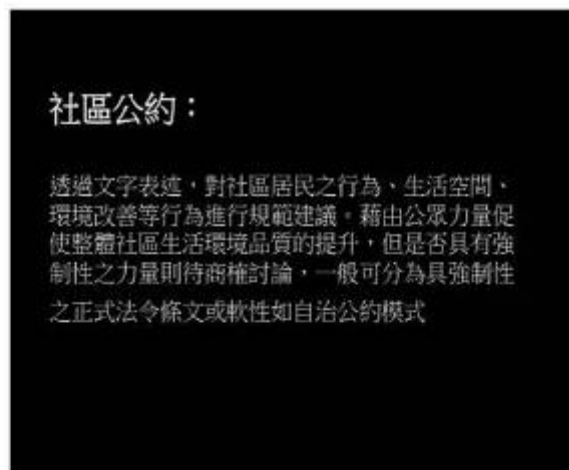 社區公約：
透過文字表述，對社區居民之行為、生活空間、
環境改善等行為進行規範建議。藉由公眾力量促
使整體社區生活環境品質的提升，但是否具有強
制性之力量則待商榷討論，一般可分為具強制性
之正式法令條文或軟性如自治公約模式